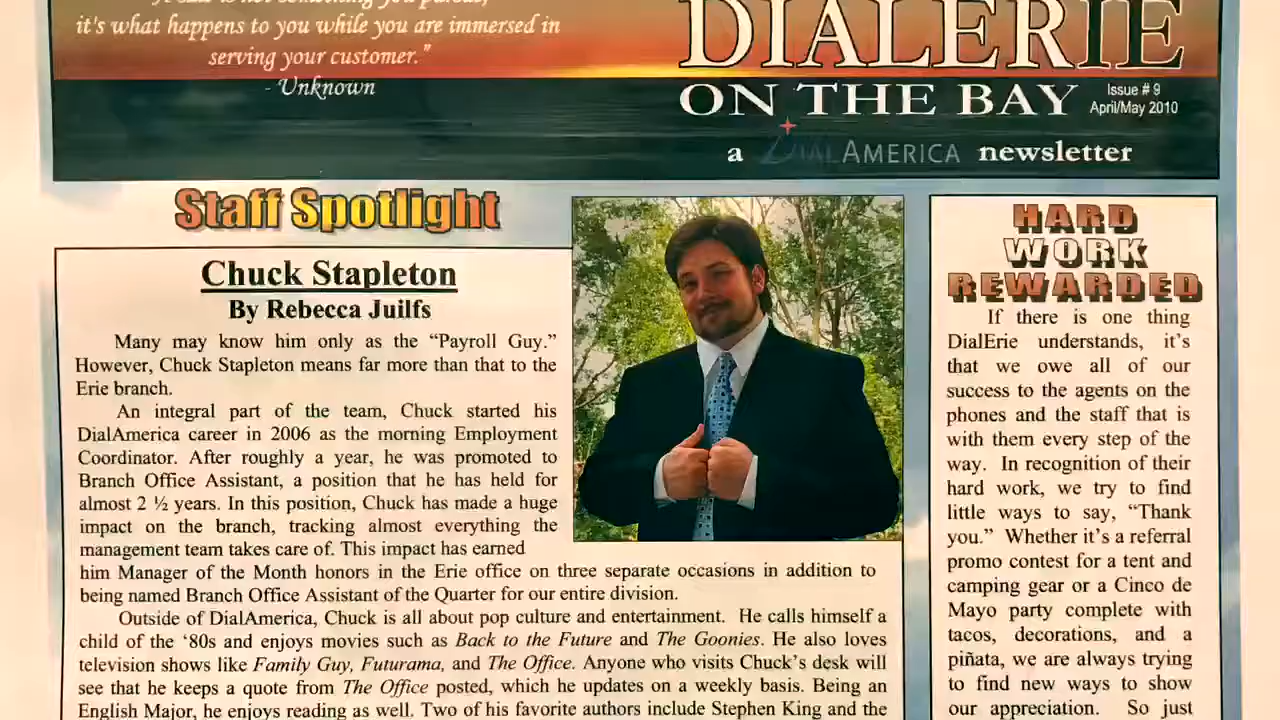 it's what happens to you while you are immersed in
serving your customer."
- Unknown
DIALERIE
ON THE BAY
Issue # 9
April/May 2010
a DIALAMERICA newsletter
Staff Spotlight
Chuck Stapleton
By Rebecca Juilfs
Many may know him only as the “Payroll Guy.”
However, Chuck Stapleton means far more than that to the
Erie branch.
An integral part of the team, Chuck started his
DialAmerica career in 2006 as the morning Employment
Coordinator. After roughly a year, he was promoted to
Branch Office Assistant, a position that he has held for
almost 2 ½ years. In this position, Chuck has made a huge
impact on the branch, tracking almost everything the
management team takes care of. This impact has earned
him Manager of the Month honors in the Erie office on three separate occasions in addition to
being named Branch Office Assistant of the Quarter for our entire division.
Outside of DialAmerica, Chuck is all about pop culture and entertainment. He calls himself a
child of the ‘80s and enjoys movies such as Back to the Future and The Goonies. He also loves
television shows like Family Guy, Futurama, and The Office. Anyone who visits Chuck’s desk will
see that he keeps a quote from The Office posted, which he updates on a weekly basis. Being an
English Major, he enjoys reading as well. Two of his favorite authors include Stephen King and the
HARD
WORK
REWARDED
If there is one thing
DialErie understands, it’s
that we owe all of our
success to the agents on the
phones and the staff that is
with them every step of the
way. In recognition of their
hard work, we try to find
little ways to say, “Thank
you.” Whether it’s a referral
promo contest for a tent and
camping gear or a Cinco de
Mayo party complete with
tacos, decorations, and a
piñata, we are always trying
to find new ways to show
our appreciation. So just